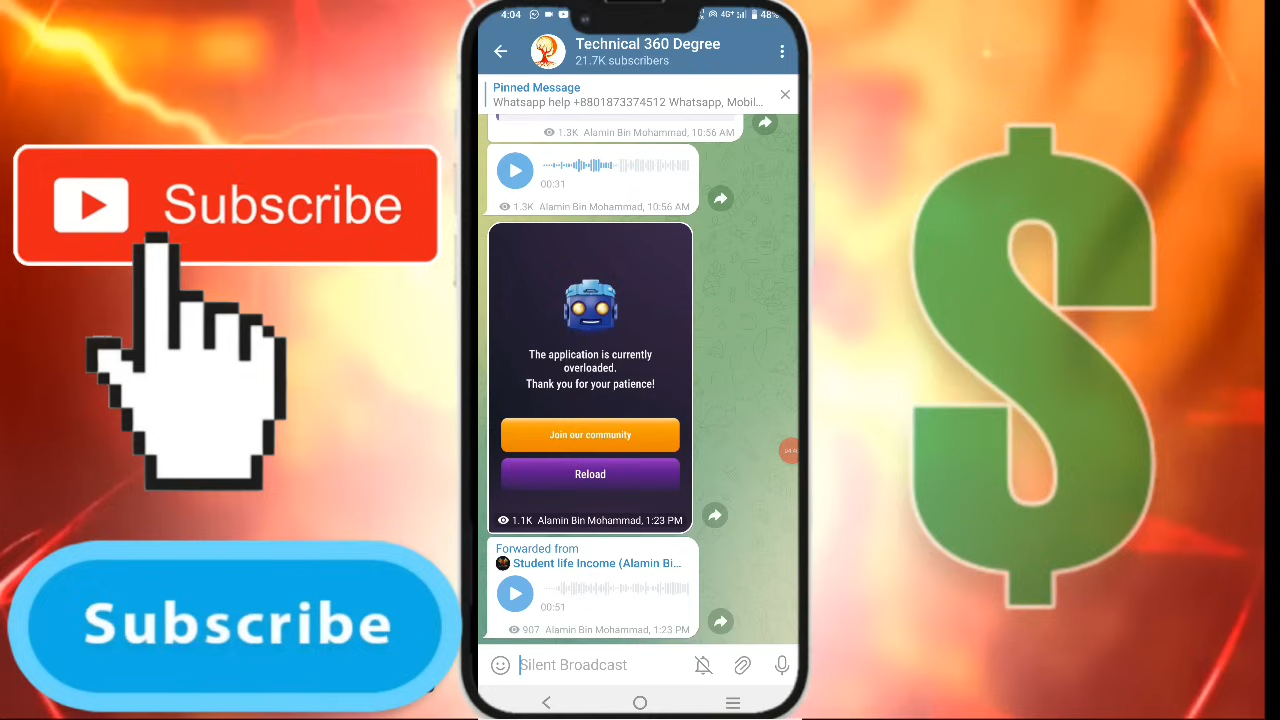 Subscribe
Subscribe
4:04
4G+
48%
Technical 360 Degree
21.7K subscribers
Pinned Message
Whatsapp help +8801873374512 Whatsapp, Mobil...
1.3K Alamin Bin Mohammad, 10:56 AM
00:31
1.3K Alamin Bin Mohammad, 10:56 AM
The application is currently
overloaded.
Thank you for your patience!
Join our community
Reload
1.1K Alamin Bin Mohammad, 1:23 PM
Forwarded from
Student life Income (Alamin Bi...
00:51
907 Alamin Bin Mohammad, 1:23 PM
Silent Broadcast
$